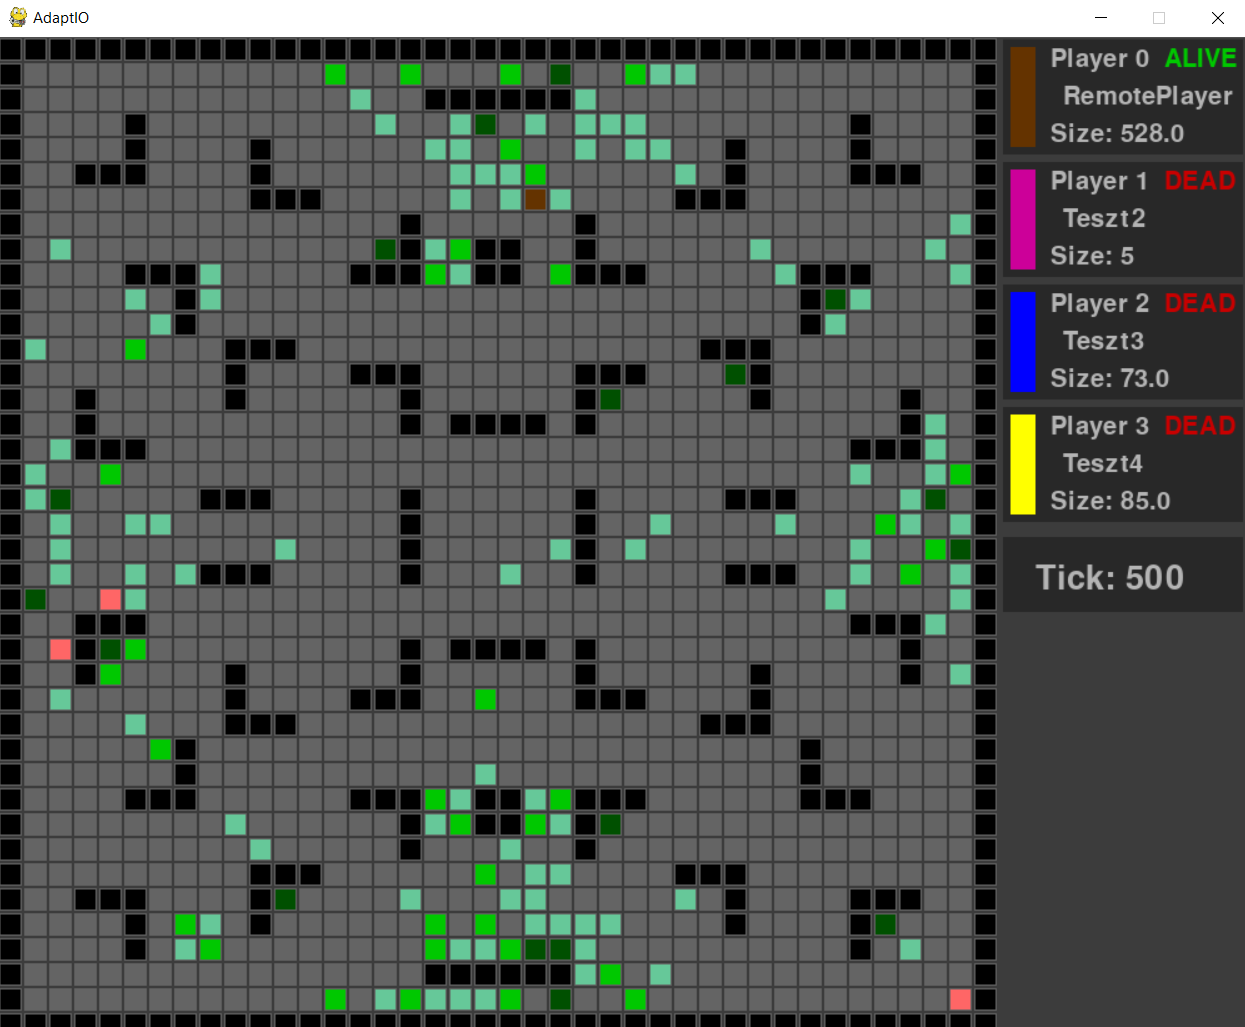 AdaptIO
Player 0 ALIVE
RemotePlayer
Size: 528.0
Player 1 DEAD
Teszt2
Size: 5
Player 2 DEAD
Teszt3
Size: 73.0
Player 3 DEAD
Teszt4
Size: 85.0
Tick: 500